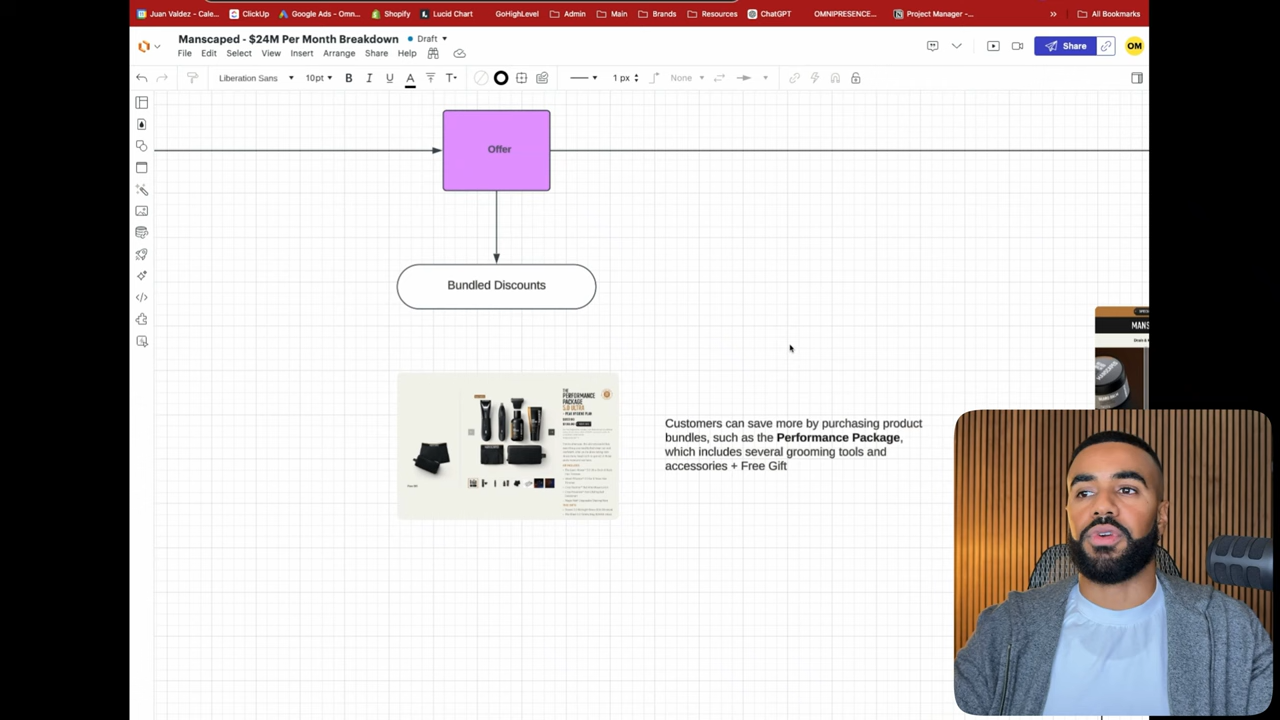 Juan Valdez - Cale...
ClickUp
Google Ads - Omn...
Shopify
Lucid Chart
GoHighLevel
Admin
Main
Brands
Resources
ChatGPT
OMNIPRESENCE...
Project Manager -...
»
All Bookmarks
Manscaped - $24M Per Month Breakdown
Draft
File Edit Select View Insert Arrange Share Help
Share
OM
Liberation Sans
10pt
B I U A T
1 px
None
Offer
Bundled Discounts
MANS
THE
PERFORMANCE
PACKAGE
5.0 ULTRA
Customers can save more by purchasing product
bundles, such as the Performance Package,
which includes several grooming tools and
accessories + Free Gift